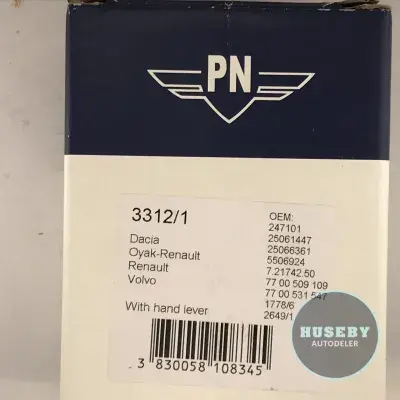 PN
3312/1
Dacia
Oyak-Renault
Renault
Volvo
With hand lever
OEM:
247101
25061447
25066361
5506924
7.21742.50
77 00 509 109
77 00 531 547
1778/6
2649/1
3 830058 108345
HUSEBY
AUTODELER